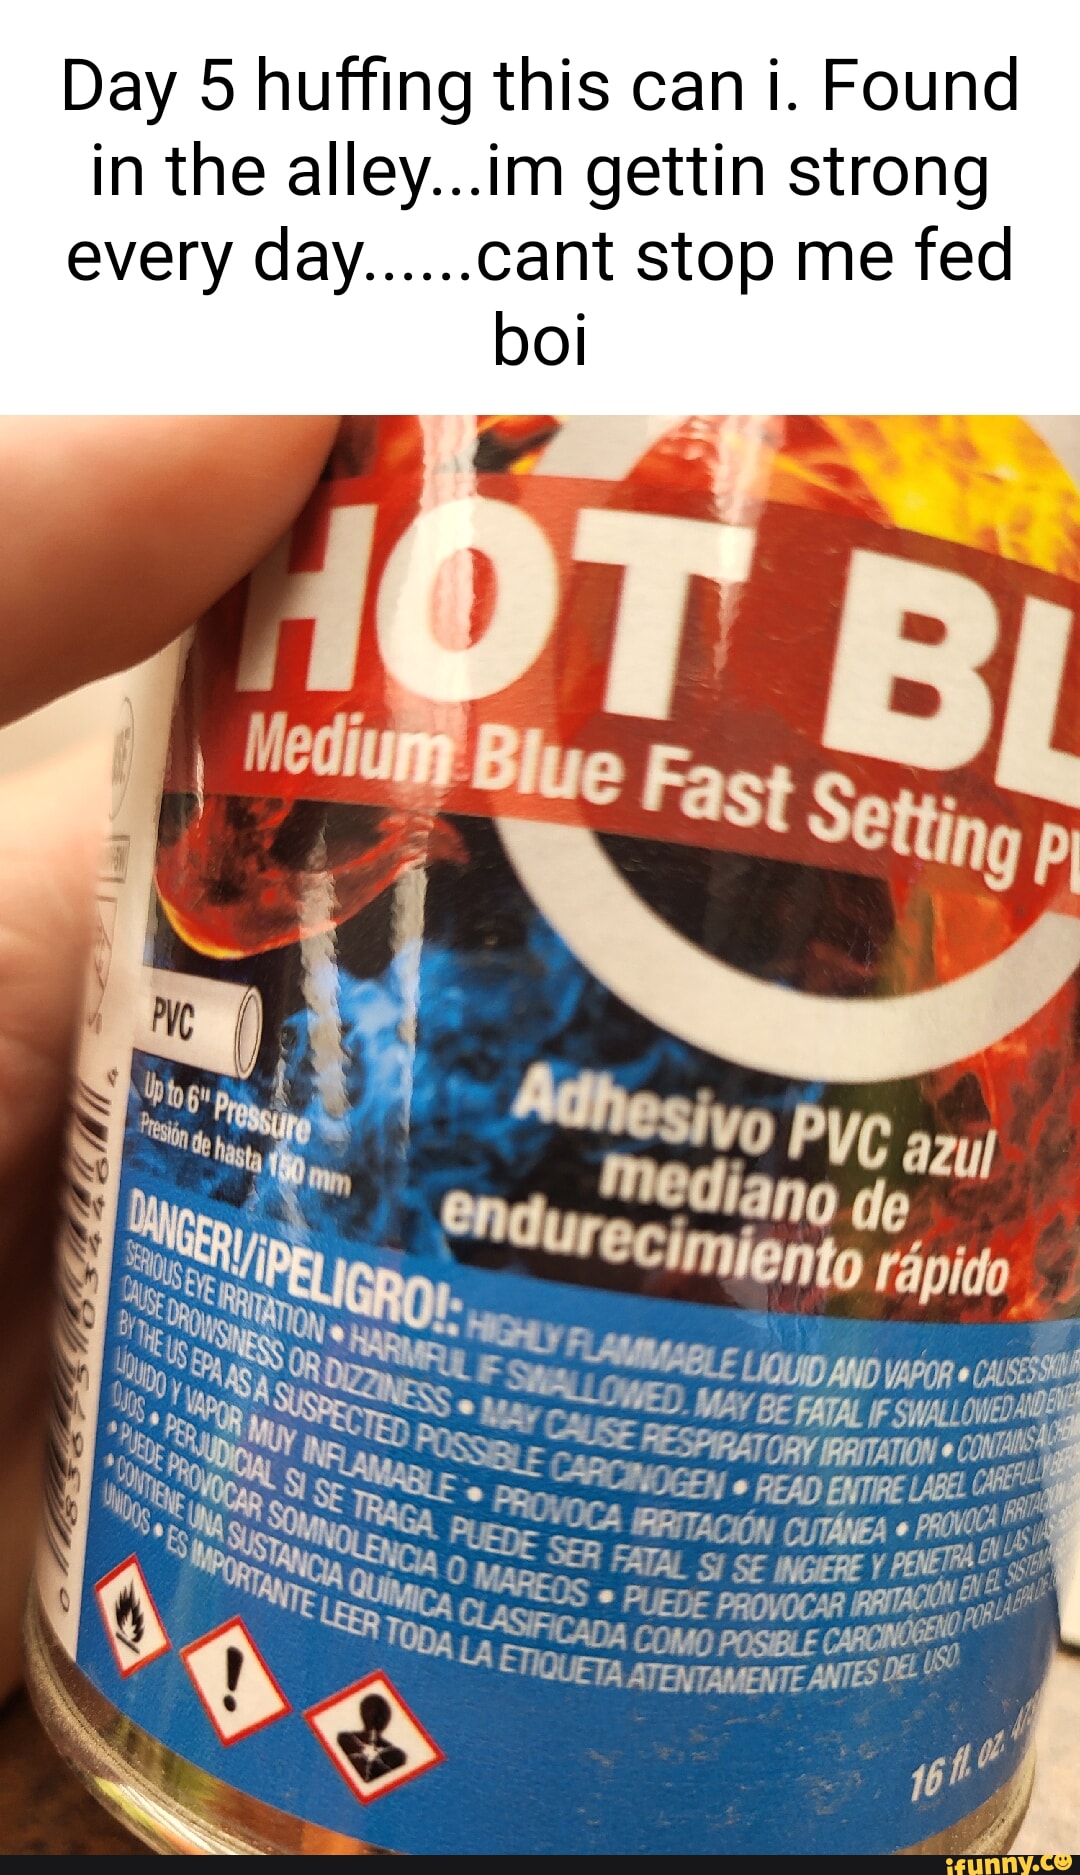 Day 5 huffing this can i. Found
in the alley...im gettin strong
every day......cant stop me fed
boi
HOT BL
Medium Blue Fast Setting
PVC
Up to 6" Pressure
Presión de hasta 150 mm
Adhesivo PVC azul
mediano de
endurecimiento rápido
DANGER!/¡PELIGRO!: HIGHLY FLAMMABLE LIQUID AND VAPOR • CAUSES SKIN
SERIOUS EYE IRRITATION • HARMFUL IF SWALLOWED. MAY BE FATAL IF SWALLOWED AND
CAUSE DROWSINESS OR DIZZINESS • MAY CAUSE RESPIRATORY IRRITATION • CONTAINS A
BY THE US EPA AS A SUSPECTED POSSIBLE CARCINOGEN • READ ENTIRE LABEL CAREFULLY
LÍQUIDO Y VAPOR MUY INFLAMABLE • PROVOCA IRRITACIÓN CUTÁNEA • PROVOCA
OJOS • PERJUDICIAL SI SE TRAGA. PUEDE SER FATAL SI SE INGIERE Y PENETRA EN LAS VÍAS
• PUEDE PROVOCAR SOMNOLENCIA O MAREOS • PUEDE PROVOCAR IRRITACIÓN EN EL SISTEMA
• CONTIENE UNA SUSTANCIA QUÍMICA CLASIFICADA COMO POSIBLE CARCINÓGENO POR LA EPA DE
UNIDOS • ES IMPORTANTE LEER TODA LA ETIQUETA ATENTAMENTE ANTES DEL USO.
16 fl. oz.
ifunny.co